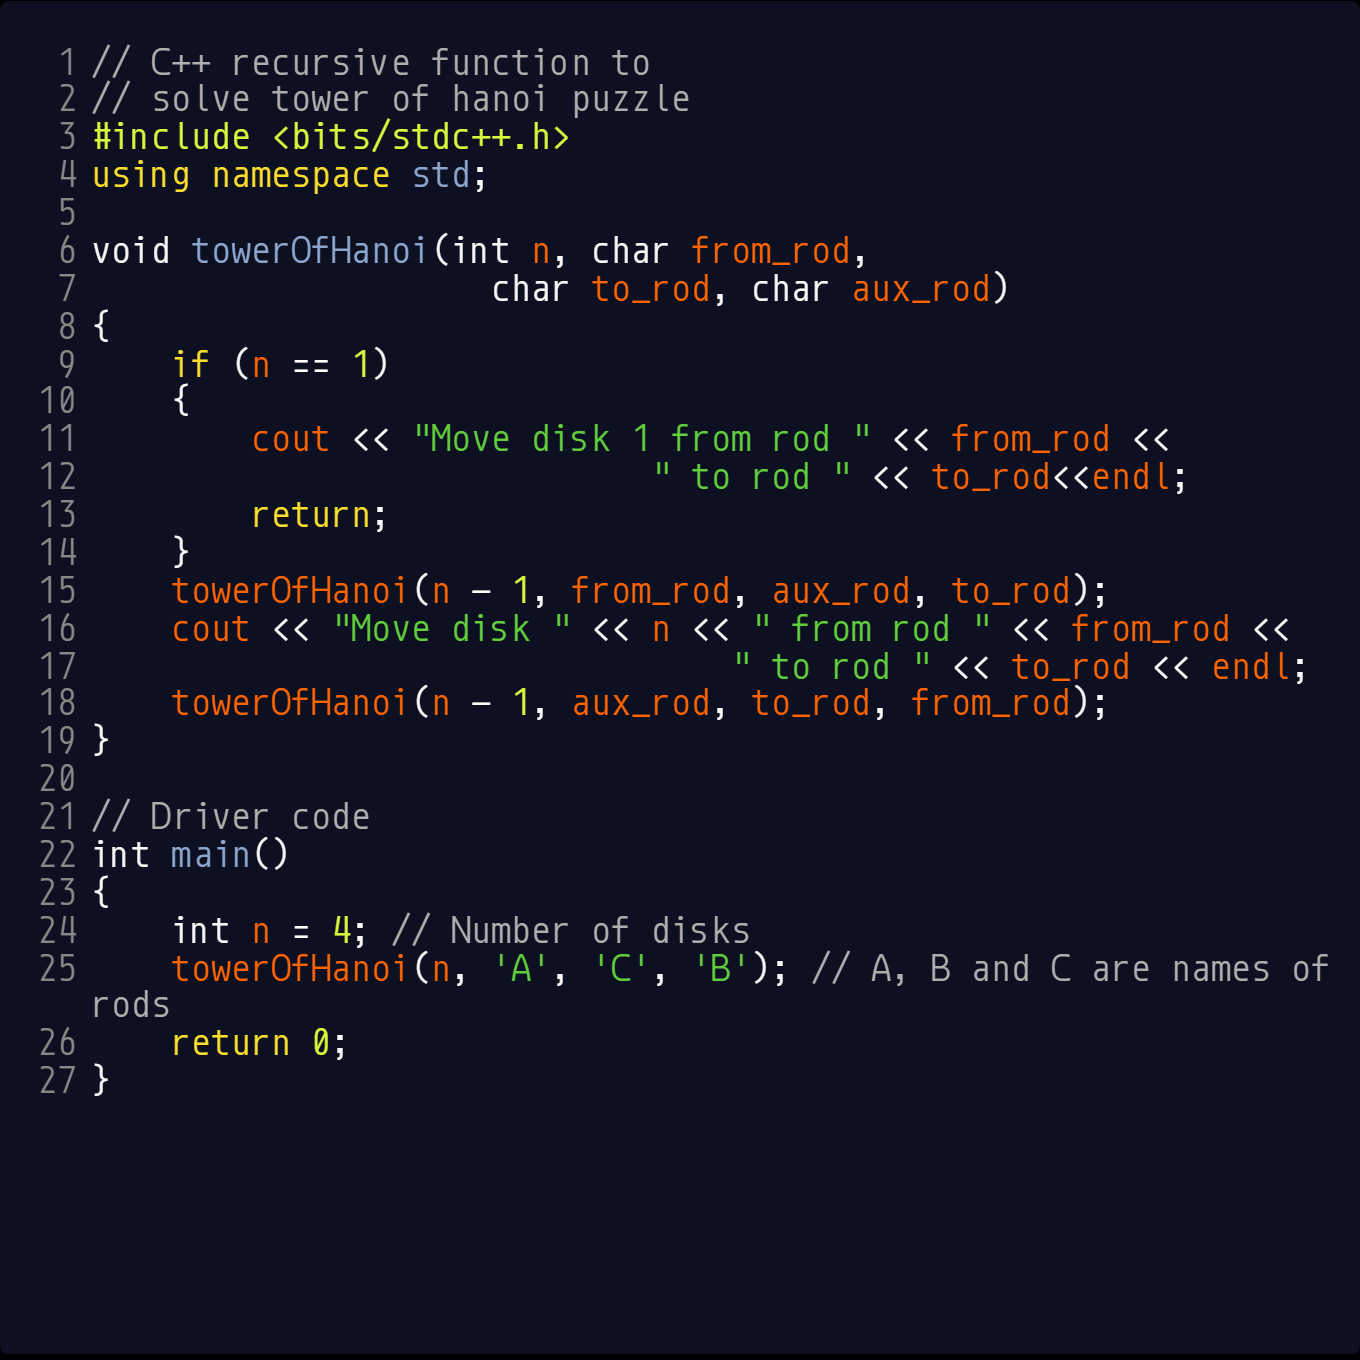 1 // C++ recursive function to
2 // solve tower of hanoi puzzle
3 #include <bits/stdc++.h>
4 using namespace std;
5
6 void towerOfHanoi(int n, char from_rod,
7                     char to_rod, char aux_rod)
8 {
9     if (n == 1)
10     {
11         cout << "Move disk 1 from rod " << from_rod <<
12                             " to rod " << to_rod<<endl;
13         return;
14     }
15     towerOfHanoi(n - 1, from_rod, aux_rod, to_rod);
16     cout << "Move disk " << n << " from rod " << from_rod <<
17                                 " to rod " << to_rod << endl;
18     towerOfHanoi(n - 1, aux_rod, to_rod, from_rod);
19 }
20
21 // Driver code
22 int main()
23 {
24     int n = 4; // Number of disks
25     towerOfHanoi(n, 'A', 'C', 'B'); // A, B and C are names of
rods
26     return 0;
27 }